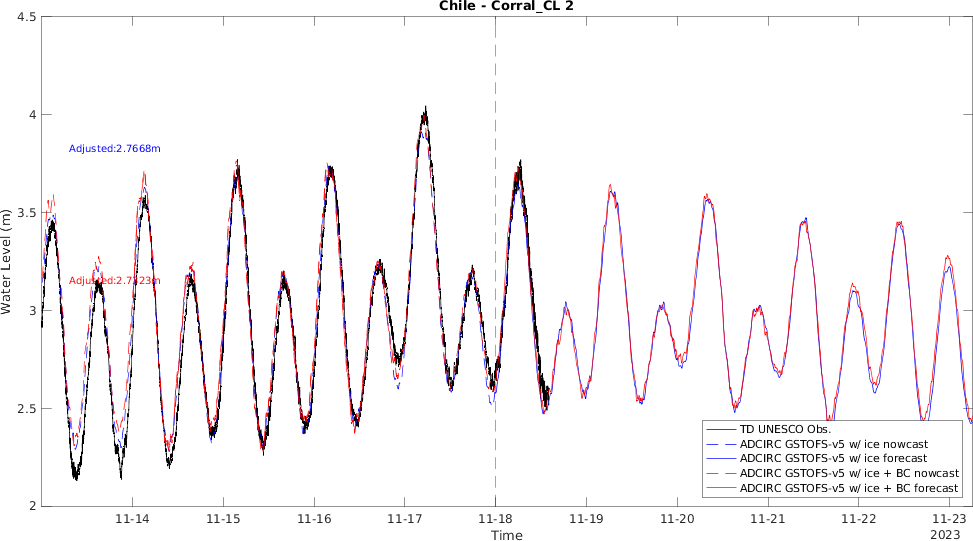 Chile - Corral_CL 2
4.5
4
3.5
3
2.5
2
Water Level (m)
Adjusted:2.7668m
TD UNESCO Obs.
ADCIRC GSTOFS-v5 w/ ice nowcast
ADCIRC GSTOFS-v5 w/ ice forecast
ADCIRC GSTOFS-v5 w/ ice + BC nowcast
ADCIRC GSTOFS-v5 w/ ice + BC forecast
11-14 11-15 11-16 11-17 11-18 11-19 11-20 11-21 11-22 11-23
Time
2023